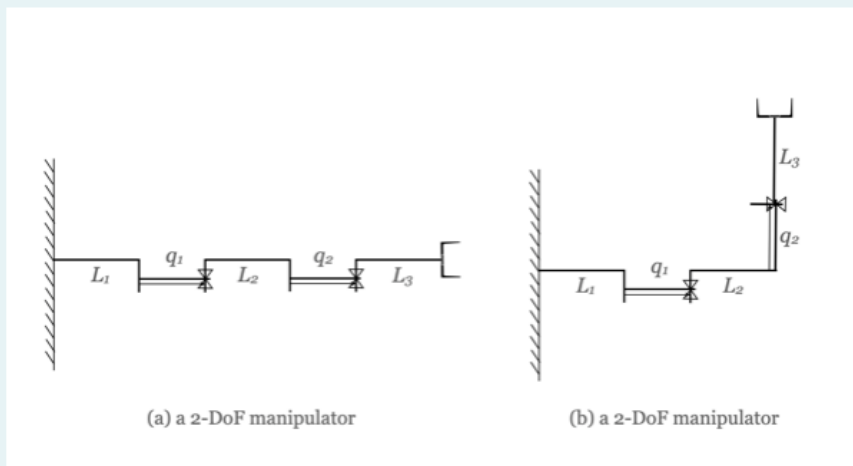 L₃
q₂
q₁ q₂ q₁
L₁ L₂ L₃ L₁ L₂
(a) a 2-DoF manipulator (b) a 2-DoF manipulator